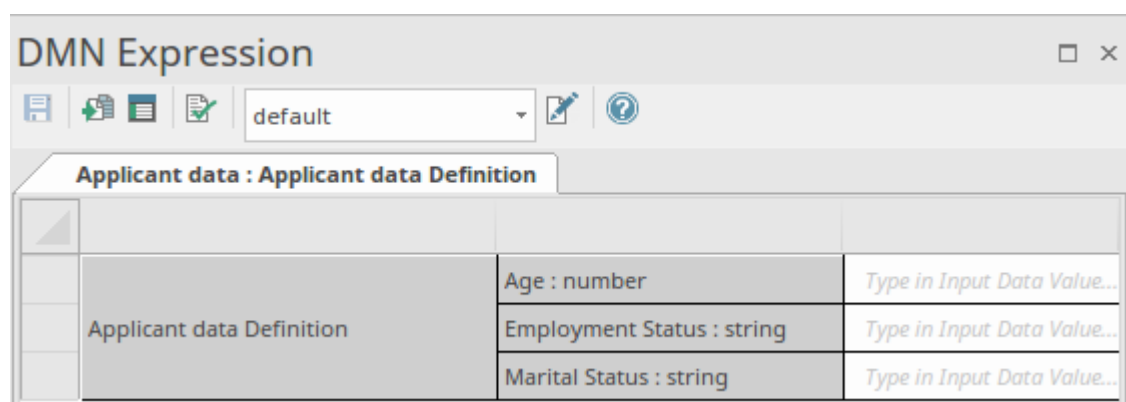 DMN Expression
default
Applicant data : Applicant data Definition
Age : number Type in Input Data Value...
Applicant data Definition Employment Status : string Type in Input Data Value...
Marital Status : string Type in Input Data Value...